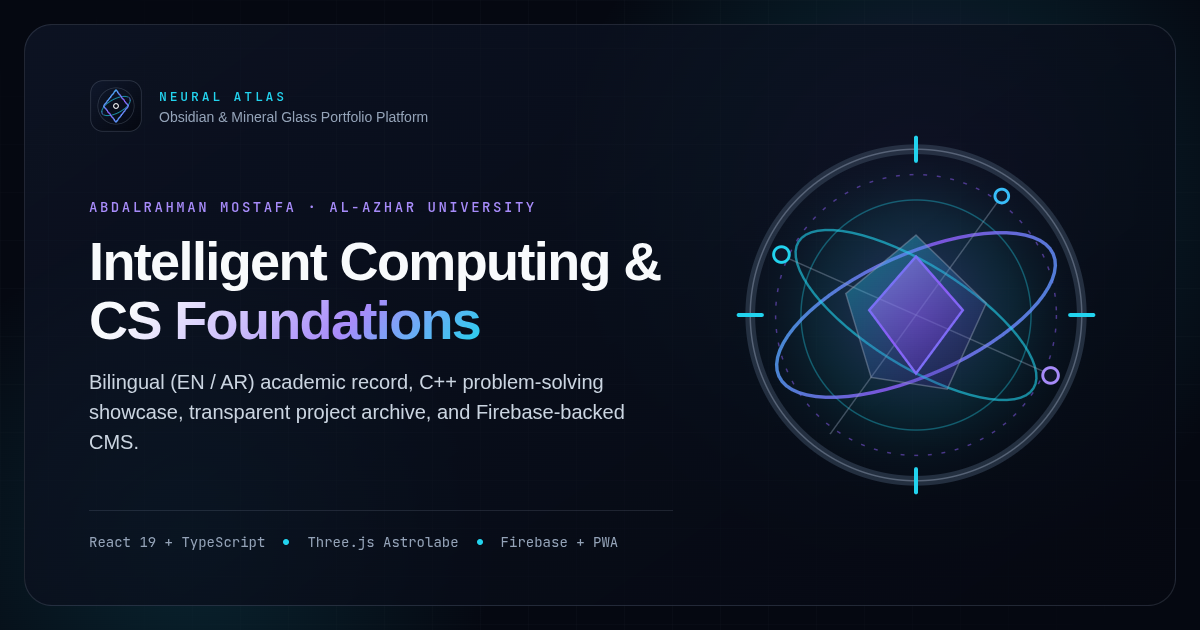 NEURAL ATLAS
Obsidian & Mineral Glass Portfolio Platform
ABDALRAHMAN MOSTAFA · AL-AZHAR UNIVERSITY
Intelligent Computing &
CS Foundations
Bilingual (EN / AR) academic record, C++ problem-solving
showcase, transparent project archive, and Firebase-backed
CMS.
React 19 + TypeScript • Three.js Astrolabe • Firebase + PWA